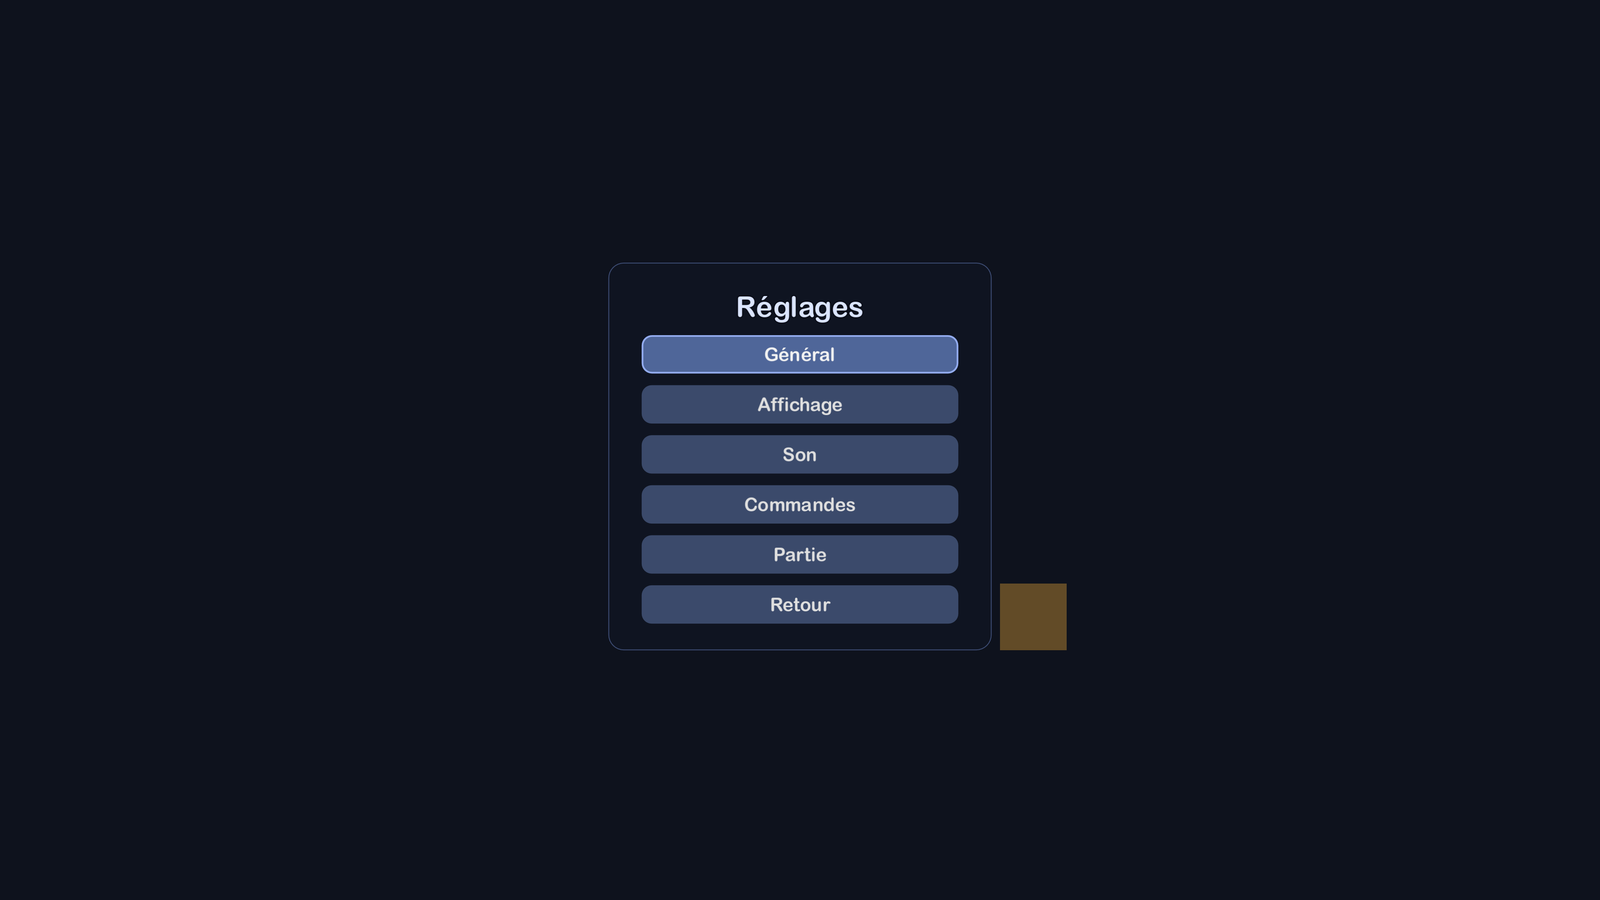 Réglages
Général
Affichage
Son
Commandes
Partie
Retour